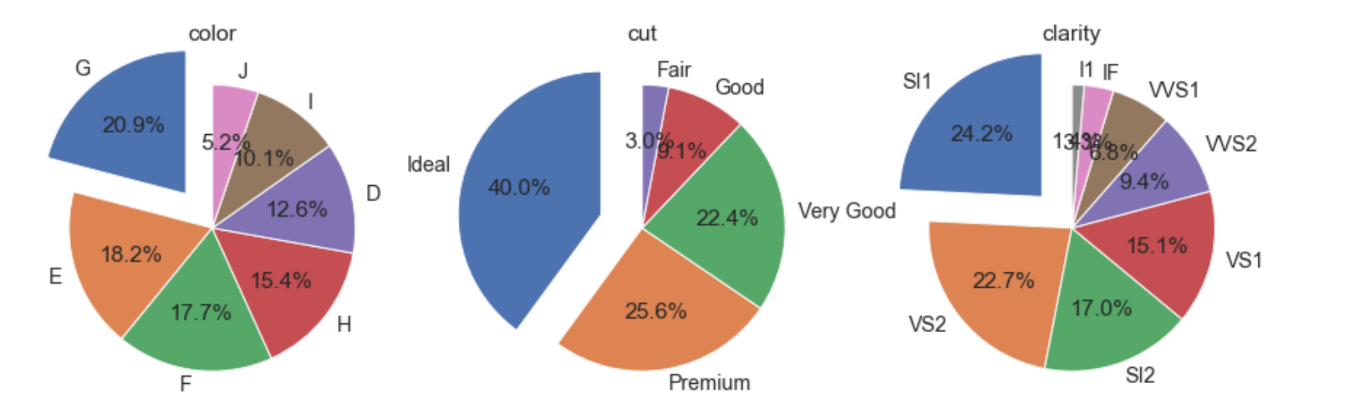 color
G
20.9%
J
5.2%
I
10.1%
D
12.6%
E
18.2%
H
15.4%
F
17.7%
cut
Fair
3.0%
Good
9.1%
Ideal
40.0%
Very Good
22.4%
Premium
25.6%
clarity
SI1
24.2%
I1
IF
VVS1
6.8%
VVS2
9.4%
VS1
15.1%
VS2
22.7%
SI2
17.0%